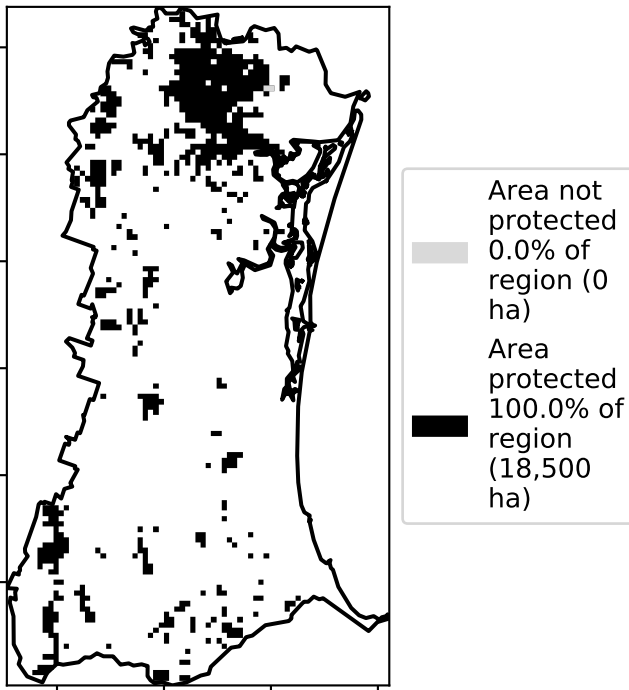 Area not
protected
0.0% of
region (0
ha)
Area
protected
100.0% of
region
(18,500
ha)